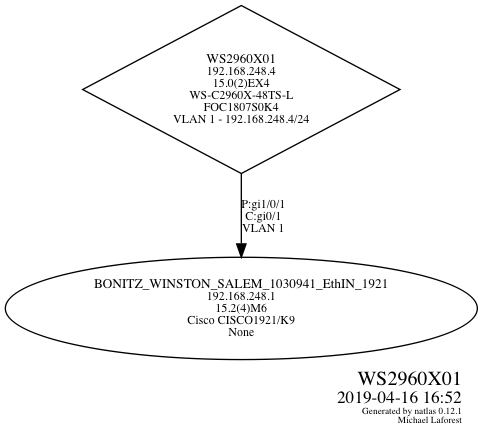 WS2960X01
192.168.248.4
15.0(2)EX4
WS-C2960X-48TS-L
FOC1807S0K4
VLAN 1 - 192.168.248.4/24
P:gi1/0/1
C:gi0/1
VLAN 1
BONITZ_WINSTON_SALEM_1030941_EthIN_1921
192.168.248.1
15.2(4)M6
Cisco CISCO1921/K9
None
WS2960X01
2019-04-16 16:52
Generated by natlas 0.12.1
Michael Laforest